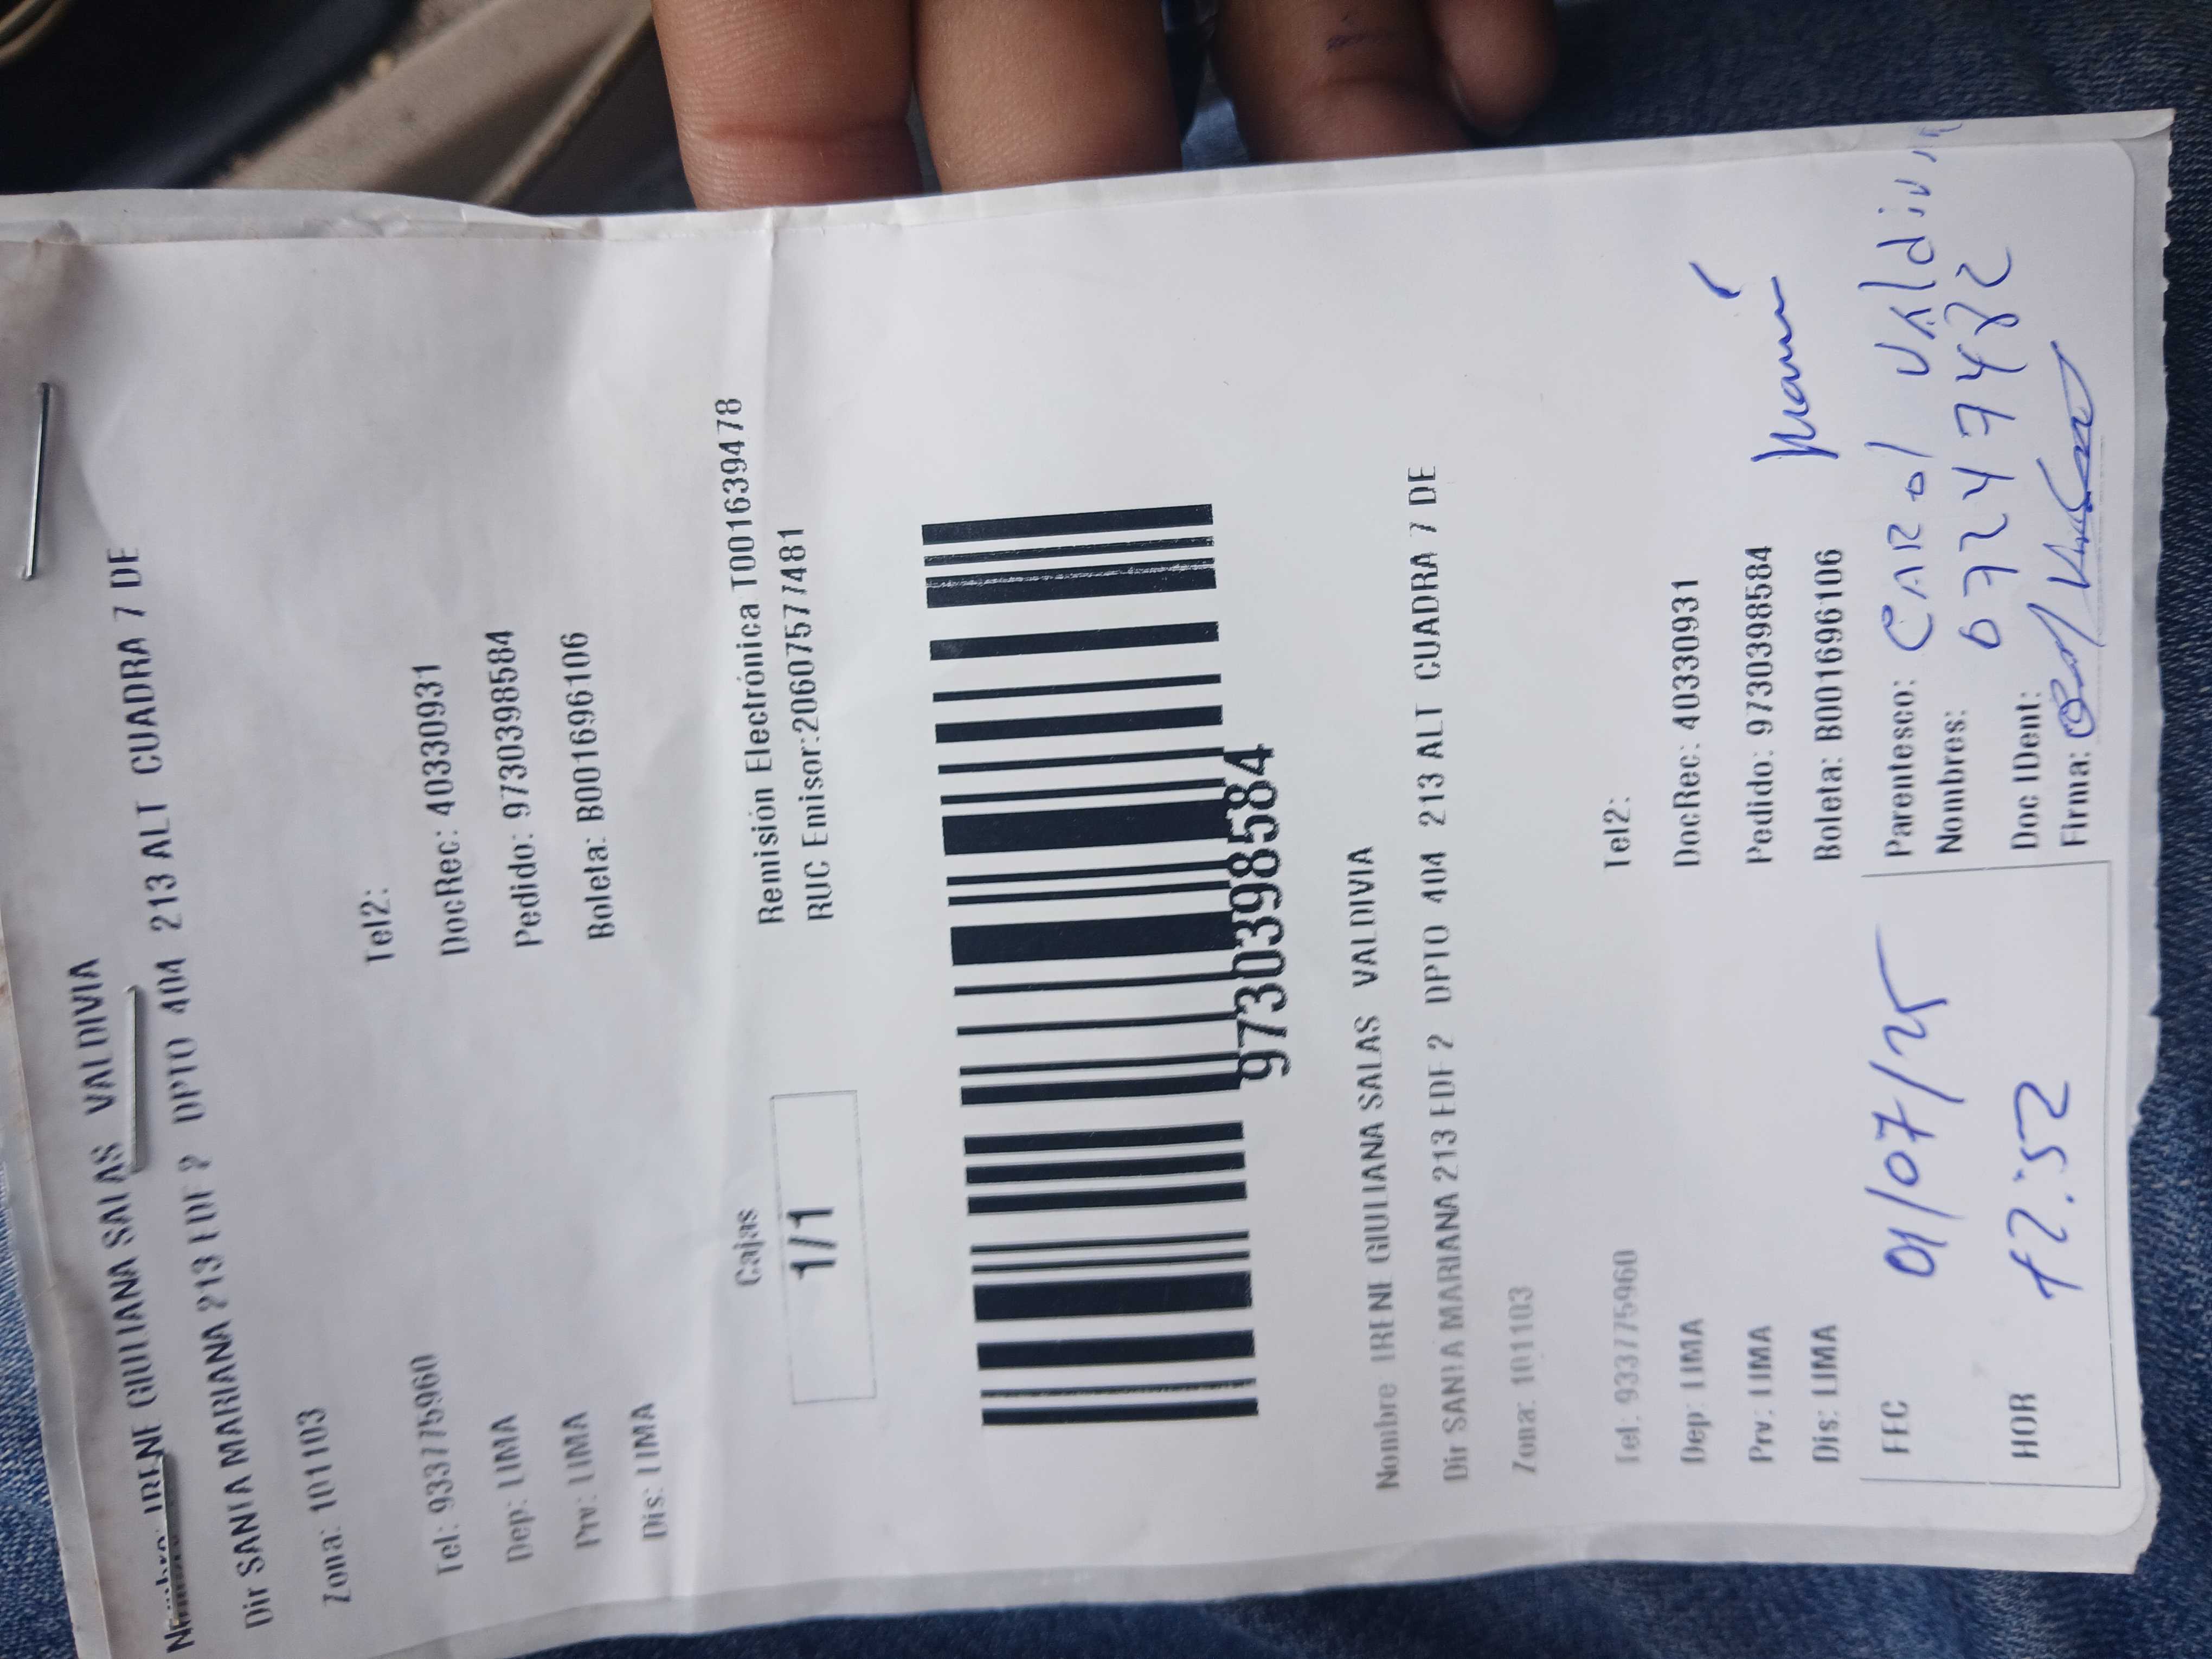 Nombre IRENE GIULIANA SALAS VALDIVIA
Dir SANTA MARIANA 213 EDF 2 DPTO 404 213 ALT CUADRA 7 DE
Zona: 101103
Tel: 933775960 Tel2:
Dep: LIMA DocRec: 40330931
Prv: LIMA Pedido: 9730398584
Dis: LIMA Boleta: B001696106
Cajas
1/1
Remisión Electrónica T001639478
RUC Emisor:20607577481
9730398584
Nombre IRENE GIULIANA SALAS VALDIVIA
Dir SANTA MARIANA 213 EDF 2 DPTO 404 213 ALT CUADRA 7 DE
Zona: 101103
Tel: 933775960 Tel2:
Dep: LIMA DocRec: 40330931
Prv: LIMA Pedido: 9730398584
Dis: LIMA Boleta: B001696106
FEC 01/07/25
HOR 12:52
Parentesco: Mamá
Nombres: CAROl VAldivia
Doc IDent:
Firma: